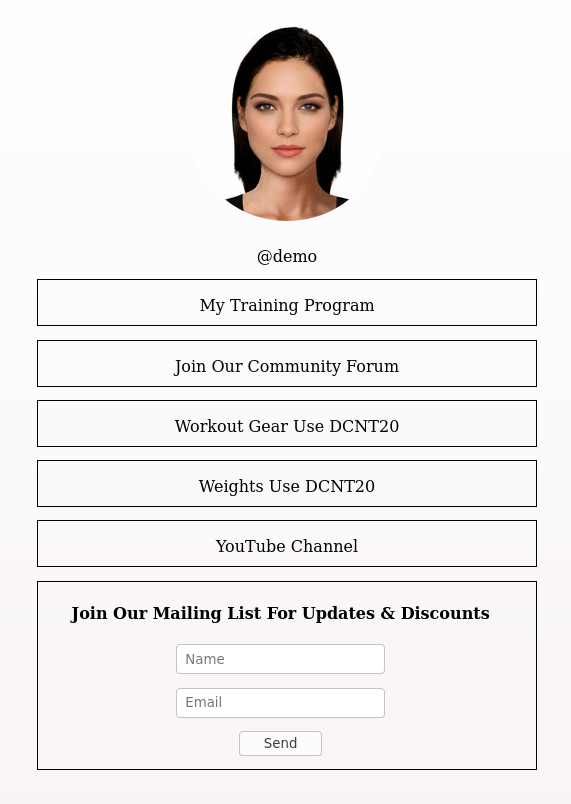 @demo
My Training Program
Join Our Community Forum
Workout Gear Use DCNT20
Weights Use DCNT20
YouTube Channel
Join Our Mailing List For Updates & Discounts
Name
Email
Send